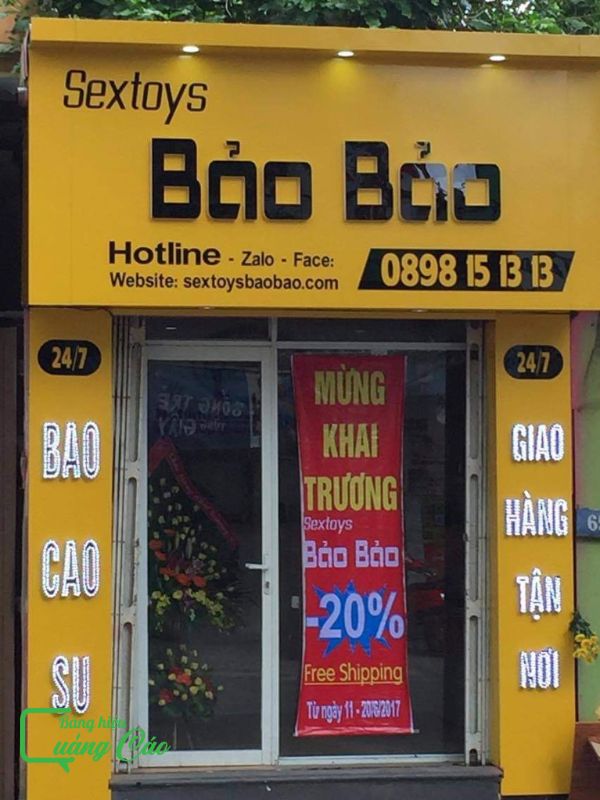 Sextoys
Bảo Bảo
Hotline - Zalo - Face:
Website: sextoysbaobao.com
0898 15 13 13
24/7
BAO
CAO
SU
MỪNG
KHAI
TRƯƠNG
Sextoys
Bảo Bảo
-20%
Free Shipping
Từ ngày 11 - 20/6/2017
24/7
GIAO
HÀNG
TẬN
NƠI
Bảng hiệu
Quảng Cáo